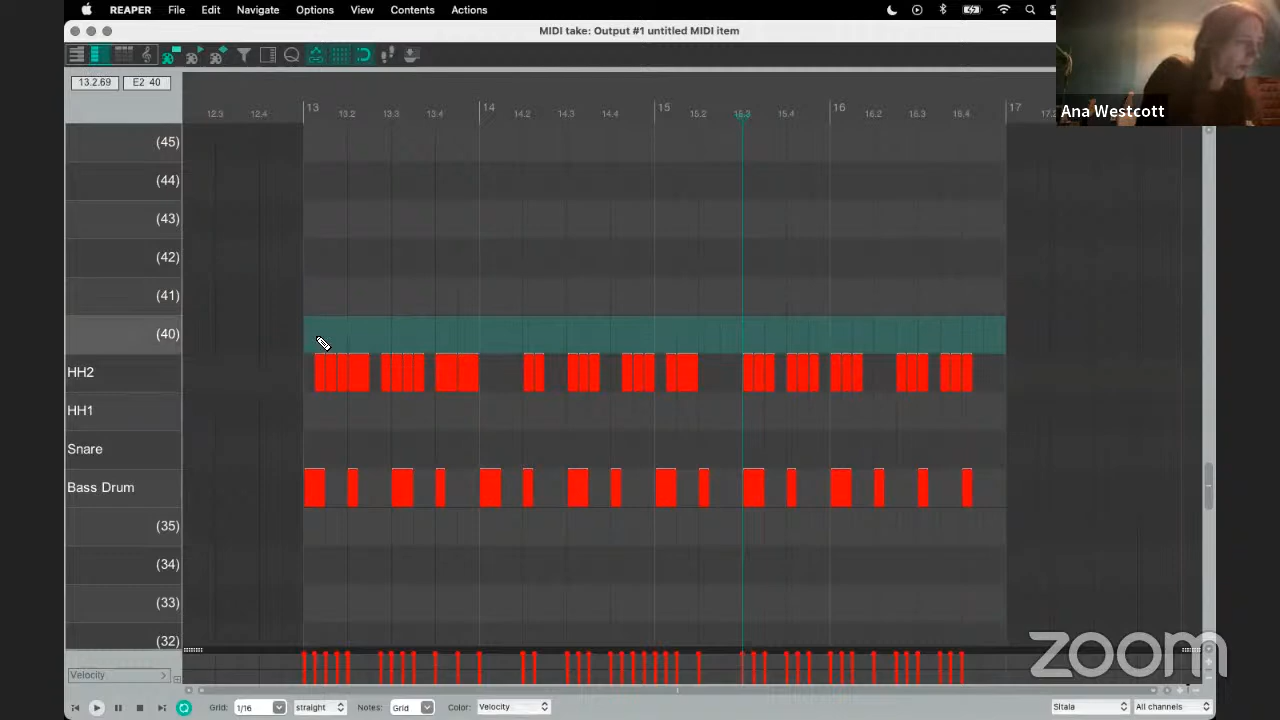 REAPER File Edit Navigate Options View Contents Actions
MIDI take: Output #1 untitled MIDI item
Ana Westcott
13.2.69 E2 40
13 14 15 16 17
12.3 12.4 13.2 13.3 13.4 14.2 14.3 14.4 15.2 15.3 15.4 16.2 16.3 16.4
(45)
(44)
(43)
(42)
(41)
(40)
HH2
HH1
Snare
Bass Drum
(35)
(34)
(33)
(32)
Velocity
zoom
Grid: 1/16 straight Notes: Grid Color: Velocity Sitala All channels